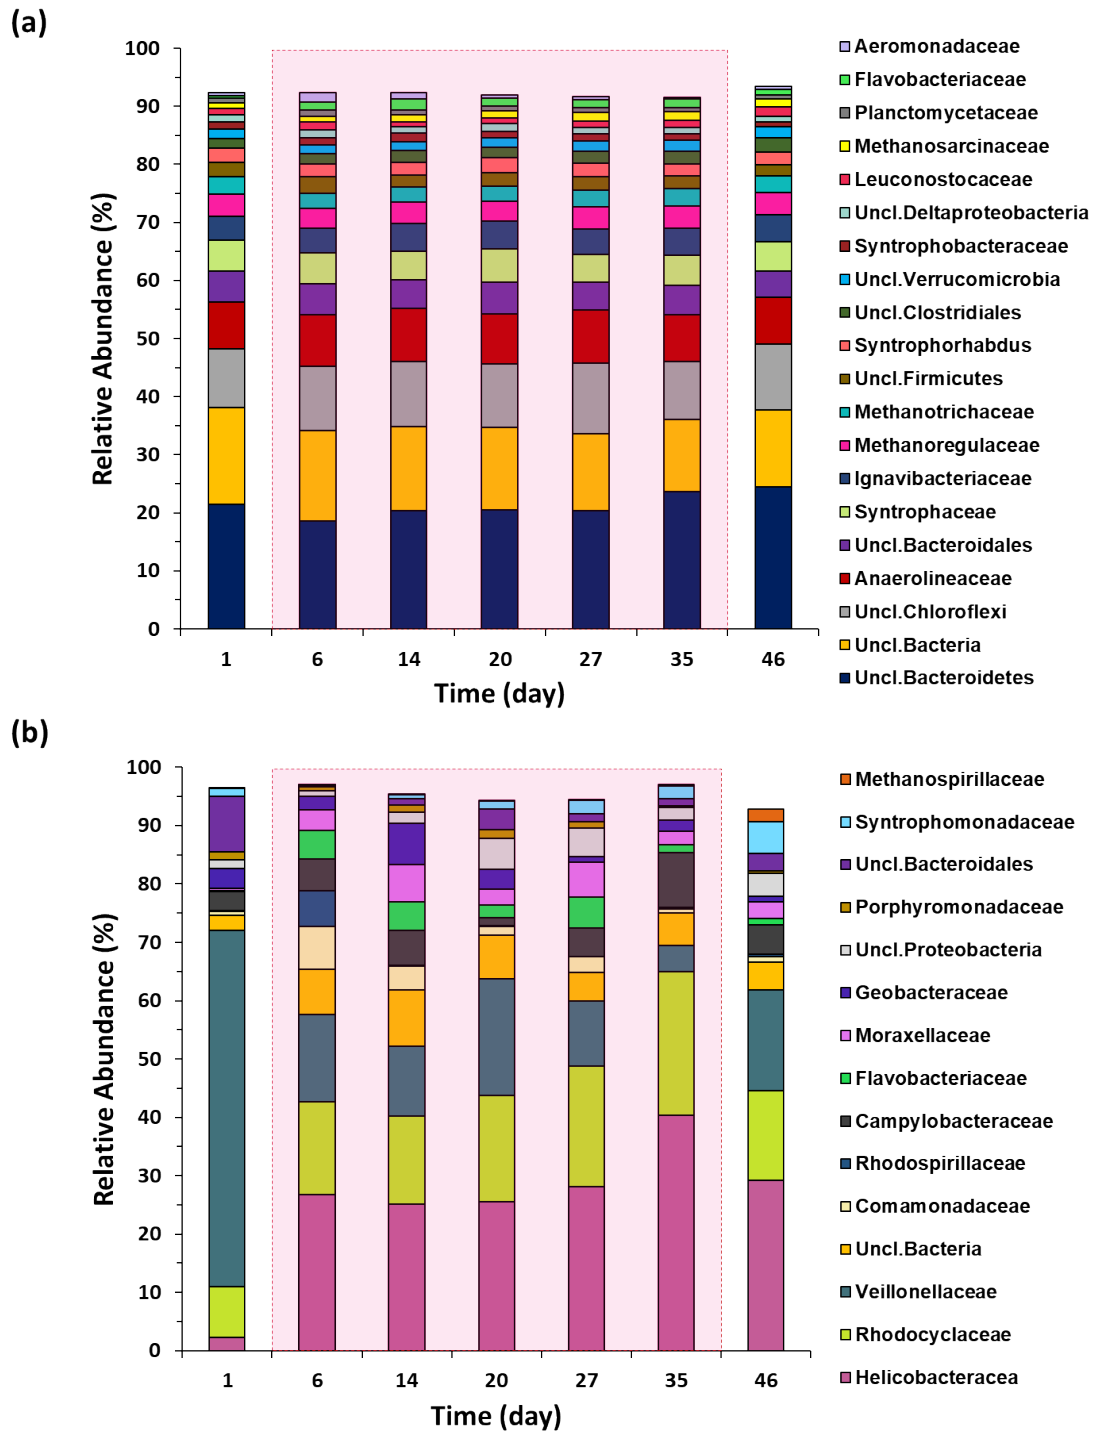 (a)
Relative Abundance (%)
100
90
80
70
60
50
40
30
20
10
0
1 6 14 20 27 35 46
Time (day)
Aeromonadaceae
Flavobacteriaceae
Planctomycetaceae
Methanosarcinaceae
Leuconostocaceae
Uncl.Deltaproteobacteria
Syntrophobacteraceae
Uncl.Verrucomicrobia
Uncl.Clostridiales
Syntrophorhabdus
Uncl.Firmicutes
Methanotrichaceae
Methanoregulaceae
Ignavibacteriaceae
Syntrophaceae
Uncl.Bacteroidales
Anaerolineaceae
Uncl.Chloroflexi
Uncl.Bacteria
Uncl.Bacteroidetes
(b)
Relative Abundance (%)
100
90
80
70
60
50
40
30
20
10
0
1 6 14 20 27 35 46
Time (day)
Methanospirillaceae
Syntrophomonadaceae
Uncl.Bacteroidales
Porphyromonadaceae
Uncl.Proteobacteria
Geobacteraceae
Moraxellaceae
Flavobacteriaceae
Campylobacteraceae
Rhodospirillaceae
Comamonadaceae
Uncl.Bacteria
Veillonellaceae
Rhodocyclaceae
Helicobacteracea